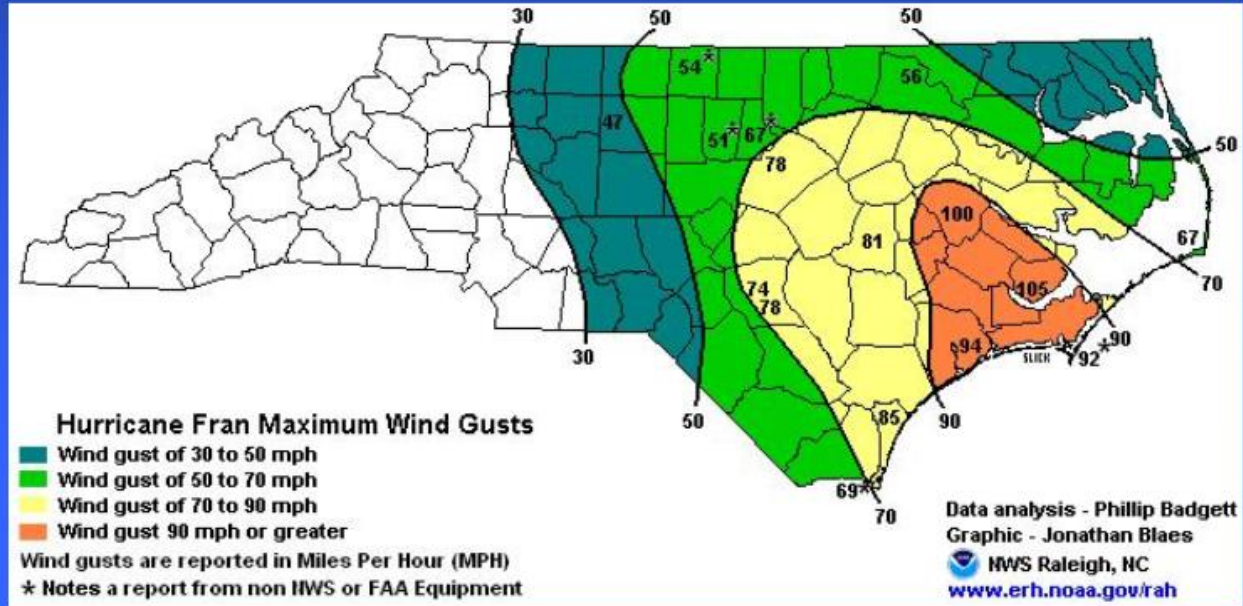 30
50
50
54*
56
47
51*
67*
78
50
100
81
67
70
74
78
105
30
94
SLICK
92*
90
50
85
90
69*
70
Hurricane Fran Maximum Wind Gusts
Wind gust of 30 to 50 mph
Wind gust of 50 to 70 mph
Wind gust of 70 to 90 mph
Wind gust 90 mph or greater
Wind gusts are reported in Miles Per Hour (MPH)
* Notes a report from non NWS or FAA Equipment
Data analysis - Phillip Badgett
Graphic - Jonathan Blaes
NWS Raleigh, NC
www.erh.noaa.gov/rah